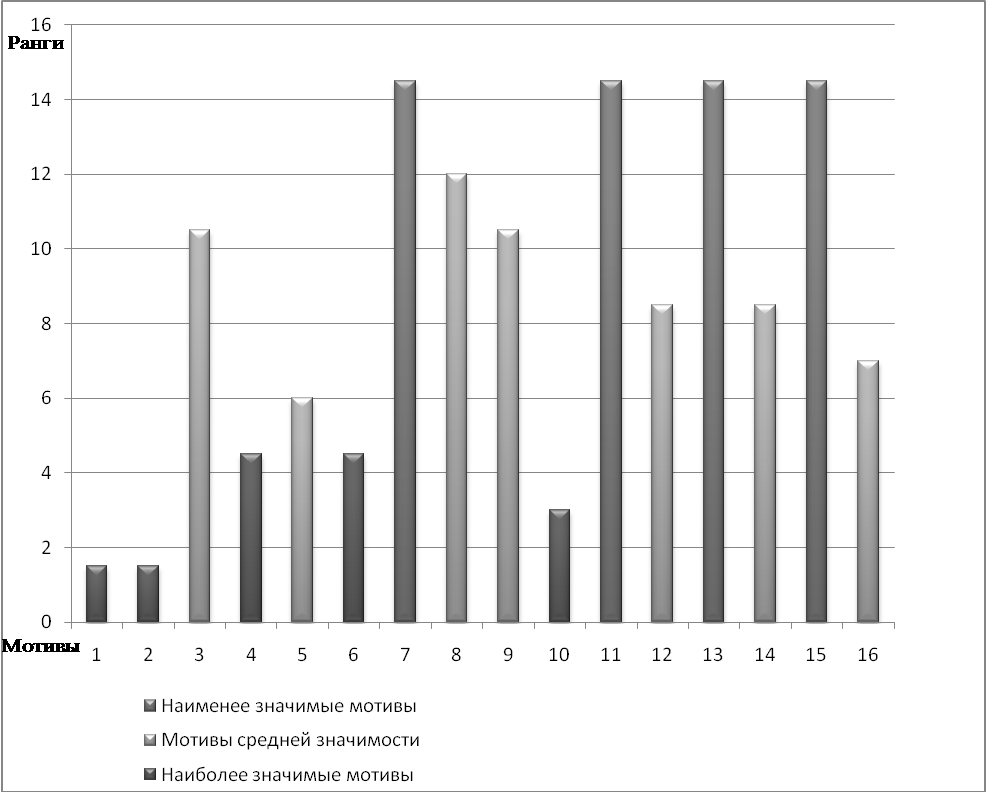 16
Ранги
14
12
10
8
6
4
2
0
Мотивы 1 2 3 4 5 6 7 8 9 10 11 12 13 14 15 16
Наименее значимые мотивы
Мотивы средней значимости
Наиболее значимые мотивы